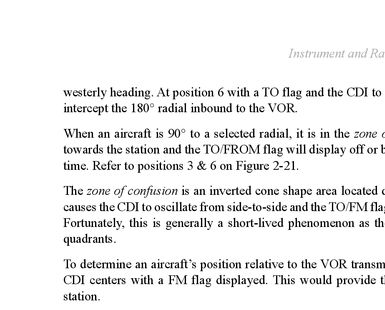 Instrument and Ra
westerly heading. At position 6 with a TO flag and the CDI to
intercept the 180° radial inbound to the VOR.
When an aircraft is 90° to a selected radial, it is in the zone
towards the station and the TO/FROM flag will display off or
time. Refer to positions 3 & 6 on Figure 2-21.
The zone of confusion is an inverted cone shape area located
causes the CDI to oscillate from side-to-side and the TO/FM fla
Fortunately, this is generally a short-lived phenomenon as the
quadrants.
To determine an aircraft's position relative to the VOR transm
CDI centers with a FM flag displayed. This would provide t
station.